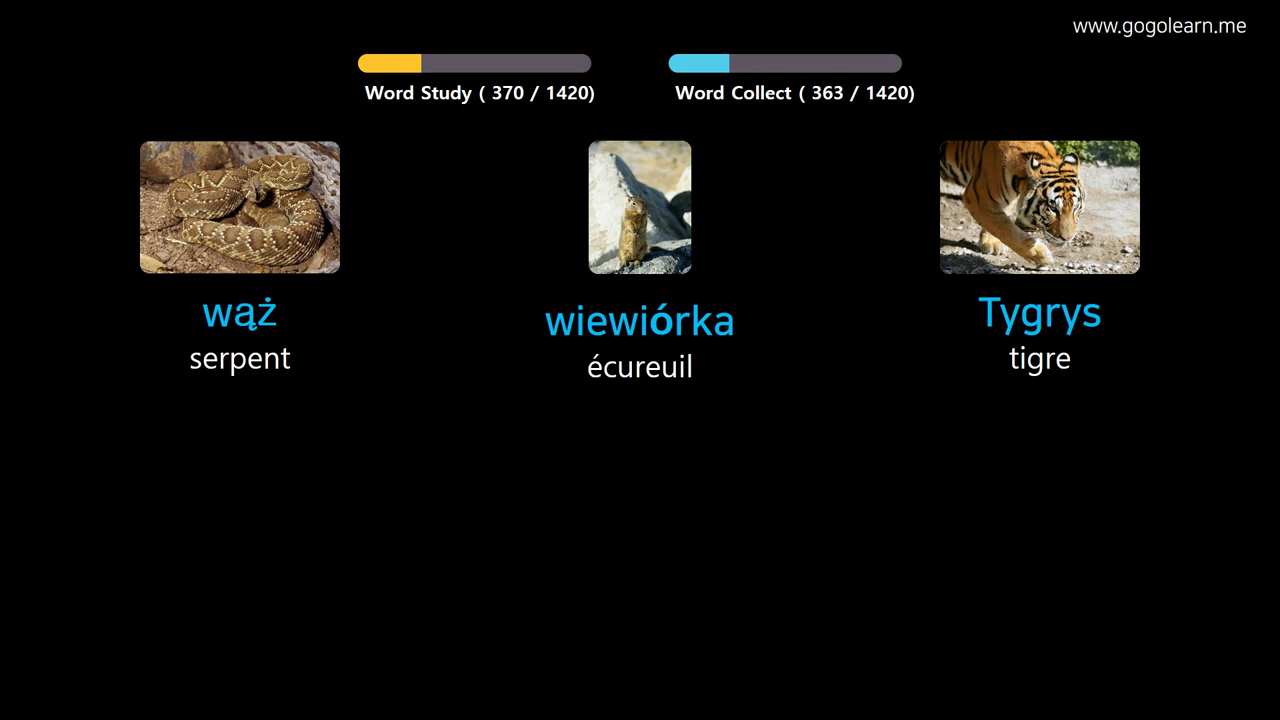 www.gogolearn.me
Word Study ( 370 / 1420)
Word Collect ( 363 / 1420)
wąż
serpent
wiewiórka
écureuil
Tygrys
tigre